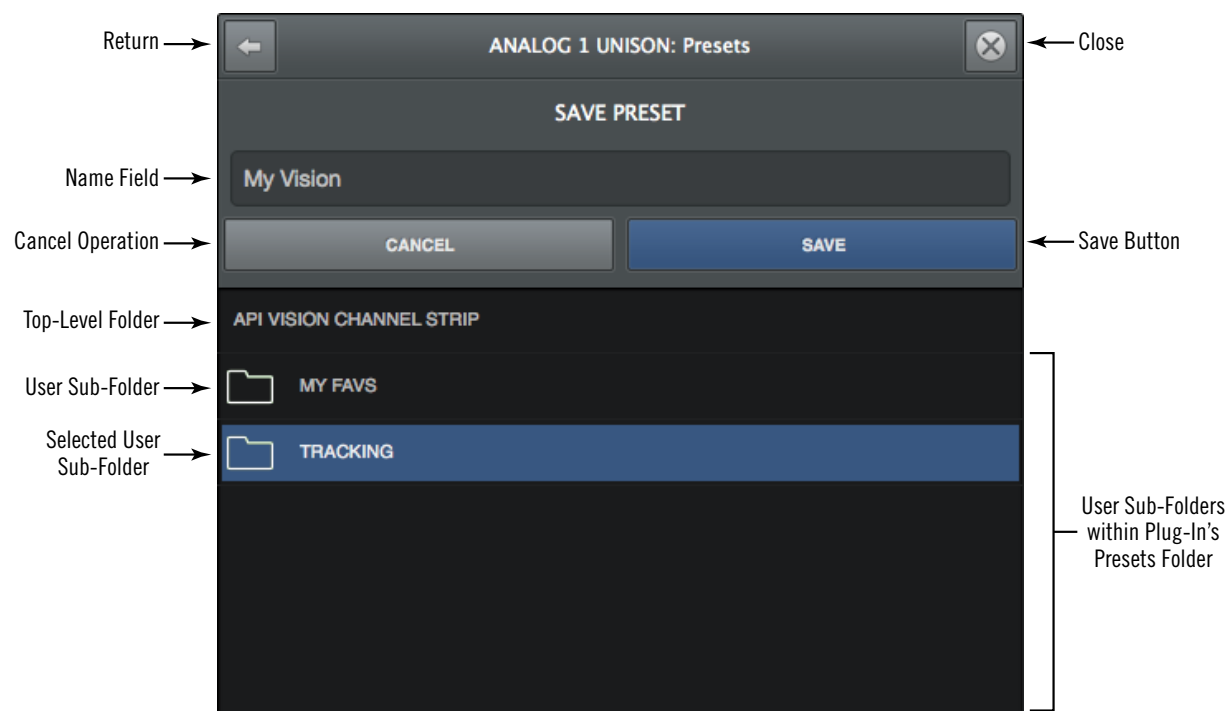 Return
ANALOG 1 UNISON: Presets
Close
SAVE PRESET
Name Field
My Vision
Cancel Operation
CANCEL
SAVE
Save Button
Top-Level Folder
API VISION CHANNEL STRIP
User Sub-Folder
MY FAVS
Selected User
Sub-Folder
TRACKING
User Sub-Folders
within Plug-In's
Presets Folder